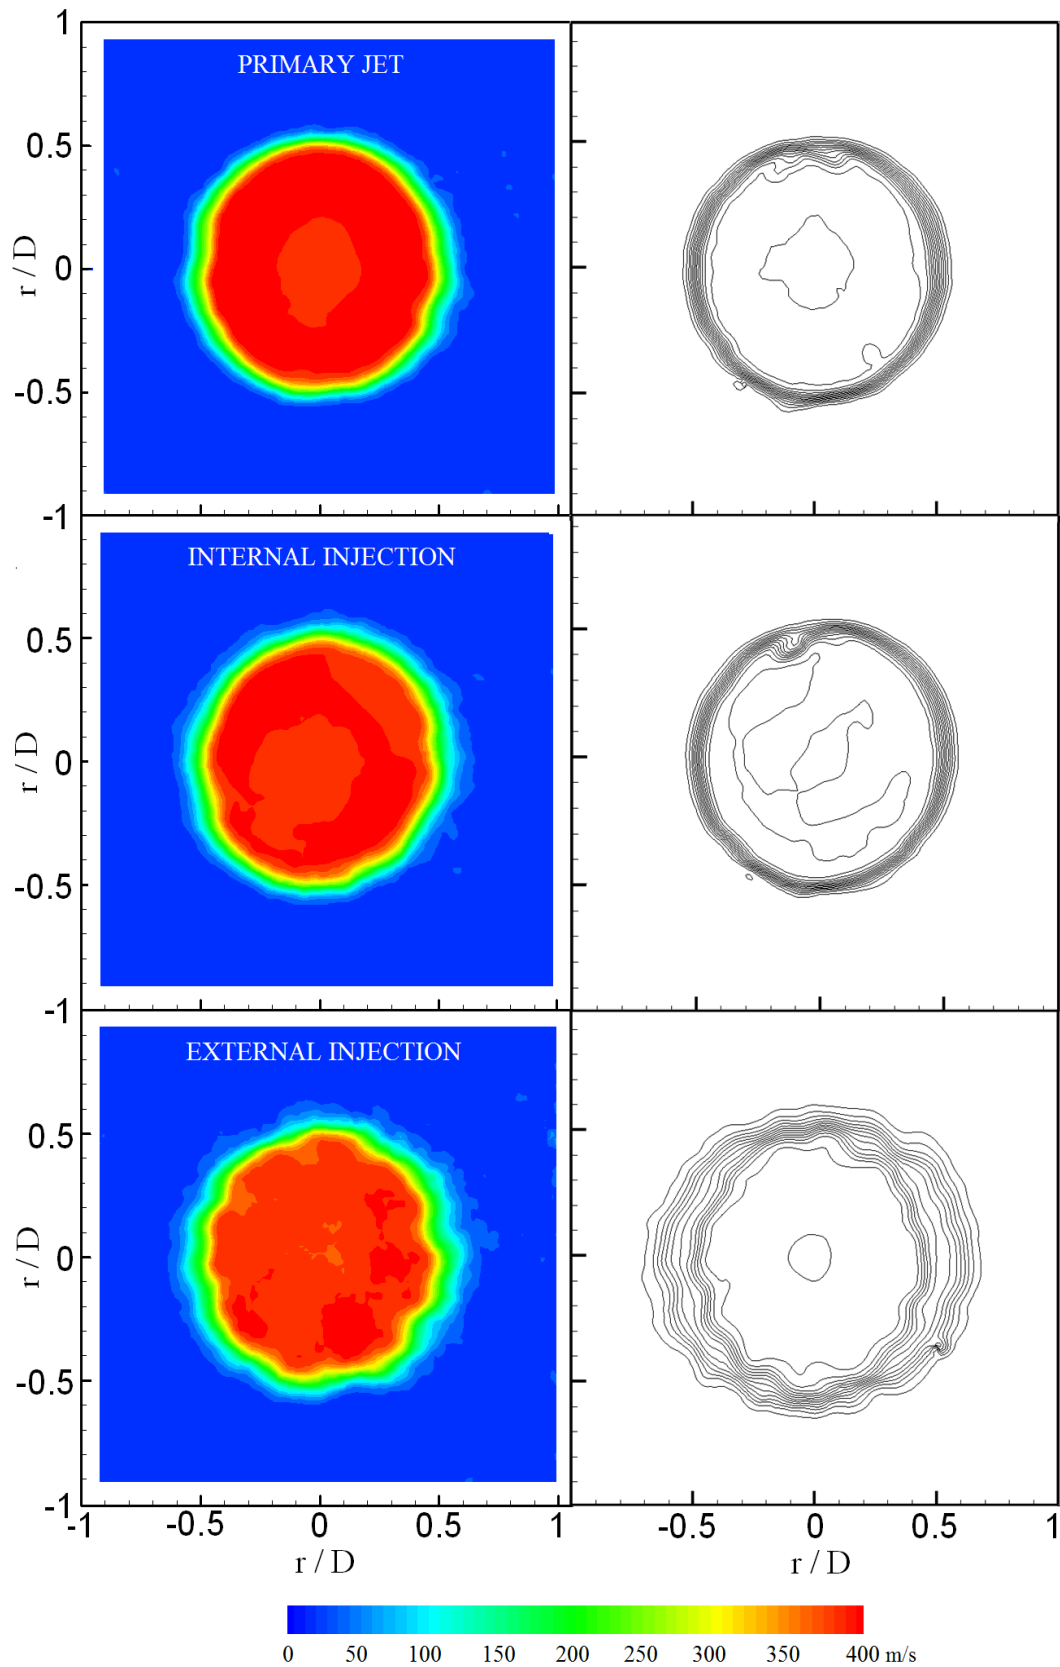 1
PRIMARY JET
0.5
0
r / D
-0.5
-1
INTERNAL INJECTION
0.5
0
r / D
-0.5
-1
EXTERNAL INJECTION
0.5
0
r / D
-0.5
-1
-1 -0.5 0 0.5 1 -0.5 0 0.5 1
r / D r / D
0 50 100 150 200 250 300 350 400 m/s